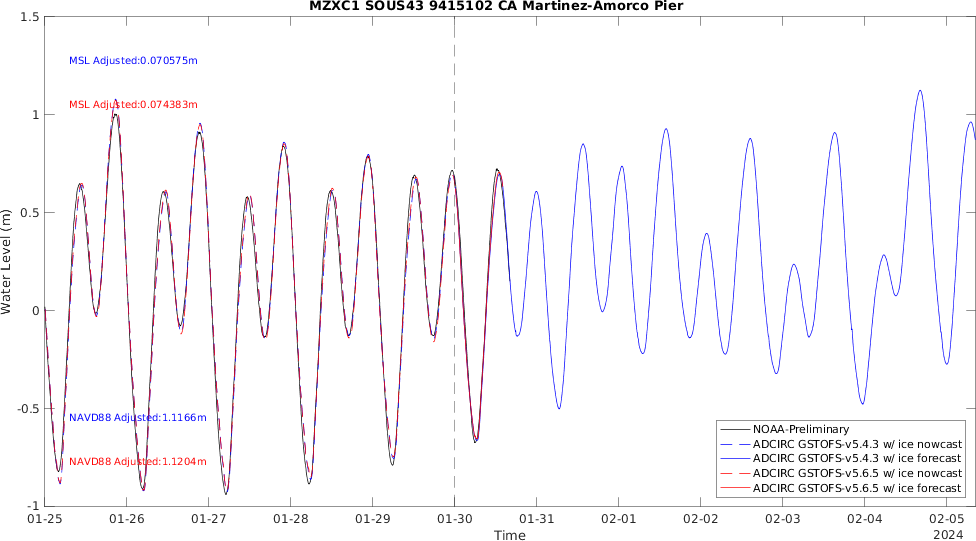 MZXC1 SOUS43 9415102 CA Martinez-Amorco Pier
1.5
MSL Adjusted:0.070575m
MSL Adjusted:0.074383m
1
0.5
Water Level (m)
0
-0.5
NAVD88 Adjusted:1.1166m
NAVD88 Adjusted:1.1204m
-1
NOAA-Preliminary
ADCIRC GSTOFS-v5.4.3 w/ ice nowcast
ADCIRC GSTOFS-v5.4.3 w/ ice forecast
ADCIRC GSTOFS-v5.6.5 w/ ice nowcast
ADCIRC GSTOFS-v5.6.5 w/ ice forecast
01-25 01-26 01-27 01-28 01-29 01-30 01-31 02-01 02-02 02-03 02-04 02-05
Time
2024